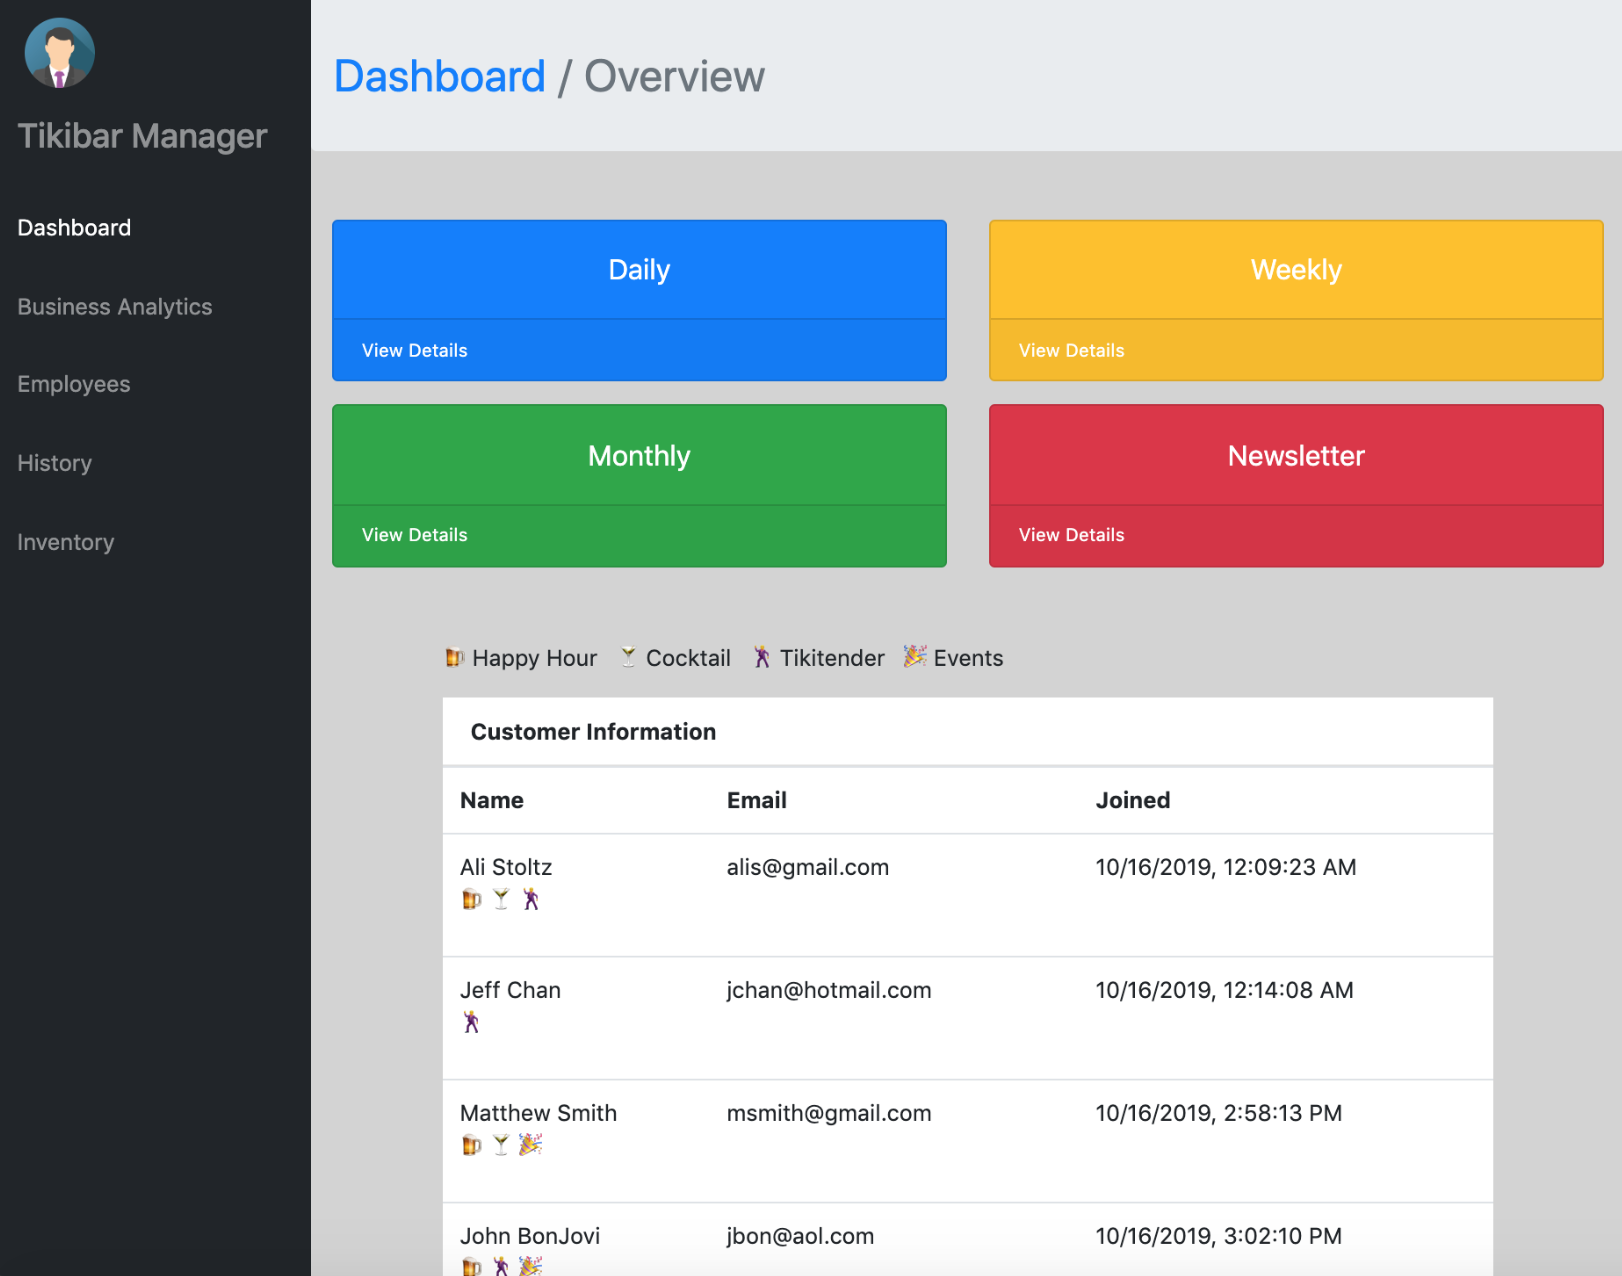 Tikibar Manager
Dashboard
Business Analytics
Employees
History
Inventory
Dashboard / Overview
Daily
View Details
Weekly
View Details
Monthly
View Details
Newsletter
View Details
🍺 Happy Hour 🍸 Cocktail 🕺 Tikitender 🎉 Events
Customer Information
Name Email Joined
Ali Stoltz alis@gmail.com 10/16/2019, 12:09:23 AM
🍺 🍸 🕺
Jeff Chan jchan@hotmail.com 10/16/2019, 12:14:08 AM
🕺
Matthew Smith msmith@gmail.com 10/16/2019, 2:58:13 PM
🍺 🍸 🎉
John BonJovi jbon@aol.com 10/16/2019, 3:02:10 PM
🍺 🕺 🎉